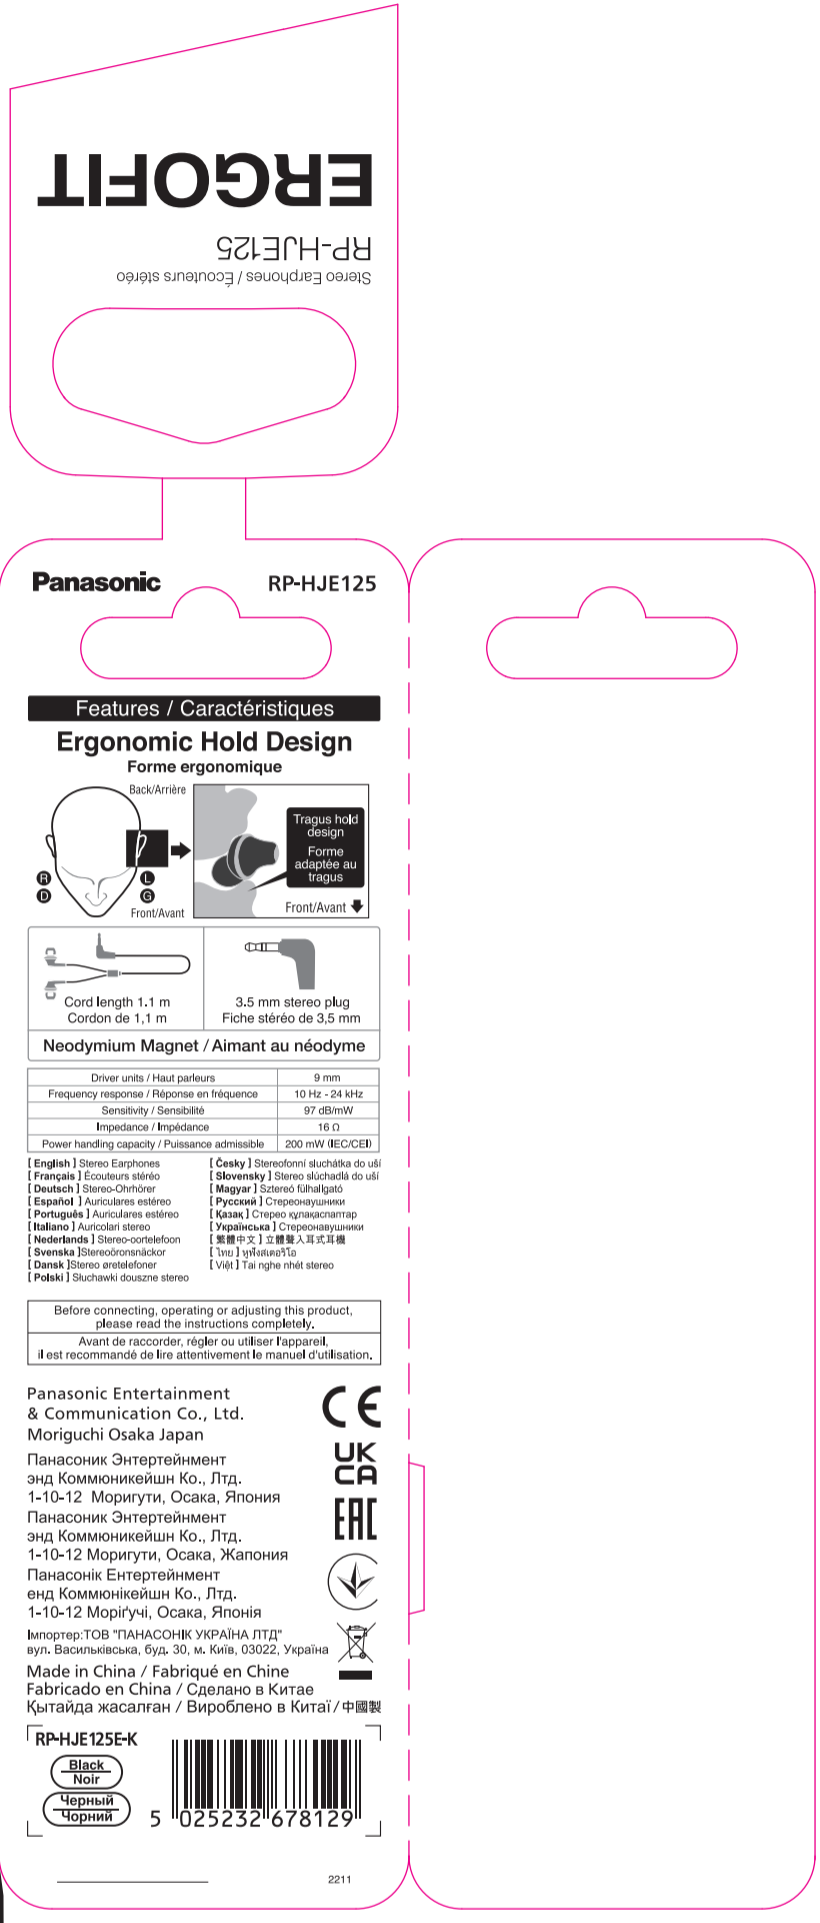 ERGOFIT
RP-HJE125
Stereo Earphones / Écouteurs stéréo
Panasonic RP-HJE125
Features / Caractéristiques
Ergonomic Hold Design
Forme ergonomique
Back/Arrière
Tragus hold
design
Forme
adaptée au
tragus
R L
D G
Front/Avant
Front/Avant
Cord length 1.1 m
Cordon de 1,1 m
3.5 mm stereo plug
Fiche stéréo de 3,5 mm
Neodymium Magnet / Aimant au néodyme
Driver units / Haut parleurs 9 mm
Frequency response / Réponse en fréquence 10 Hz - 24 kHz
Sensitivity / Sensibilité 97 dB/mW
Impedance / Impédance 16 Ω
Power handling capacity / Puissance admissible 200 mW (IEC/CEI)
[ English ] Stereo Earphones
[ Français ] Écouteurs stéréo
[ Deutsch ] Stereo-Ohrhörer
[ Español ] Auriculares estéreo
[ Português ] Auriculares estéreo
[ Italiano ] Auricolari stereo
[ Nederlands ] Stereo-oortelefoon
[ Svenska ]Stereoöronsnäckor
[ Dansk ]Stereo øretelefoner
[ Polski ] Słuchawki douszne stereo
[ Česky ] Stereofonní sluchátka do uší
[ Slovensky ] Stereo slúchadlá do uší
[ Magyar ] Sztereó fülhallgató
[ Русский ] Стереонаушники
[ Қазақ ] Стерео құлақаспаптар
[ Українська ] Стереонавушники
[ 繁體中文 ] 立體聲入耳式耳機
[ ไทย ] หูฟังสเตอริโอ
[ Việt ] Tai nghe nhét stereo
Before connecting, operating or adjusting this product,
please read the instructions completely.
Avant de raccorder, régler ou utiliser l'appareil,
il est recommandé de lire attentivement le manuel d'utilisation.
Panasonic Entertainment
& Communication Co., Ltd.
Moriguchi Osaka Japan
CE
UK
CA
EAC
Панасоник Энтертейнмент
энд Коммюникейшн Ко., Лтд.
1-10-12 Моригути, Осака, Япония
Панасоник Энтертейнмент
энд Коммюникейшн Ко., Лтд.
1-10-12 Моригути, Осака, Жапония
Панасонік Ентертейнмент
енд Коммюнікейшн Ко., Лтд.
1-10-12 Моріґучі, Осака, Японія
Імпортер:ТОВ "ПАНАСОНІК УКРАЇНА ЛТД"
вул. Васильківська, буд. 30, м. Київ, 03022, Україна
Made in China / Fabriqué en Chine
Fabricado en China / Сделано в Китае
Қытайда жасалған / Вироблено в Китаї / 中國製
RP-HJE125E-K
Black
Noir
Черный
Чорний
5 025232 678129
2211